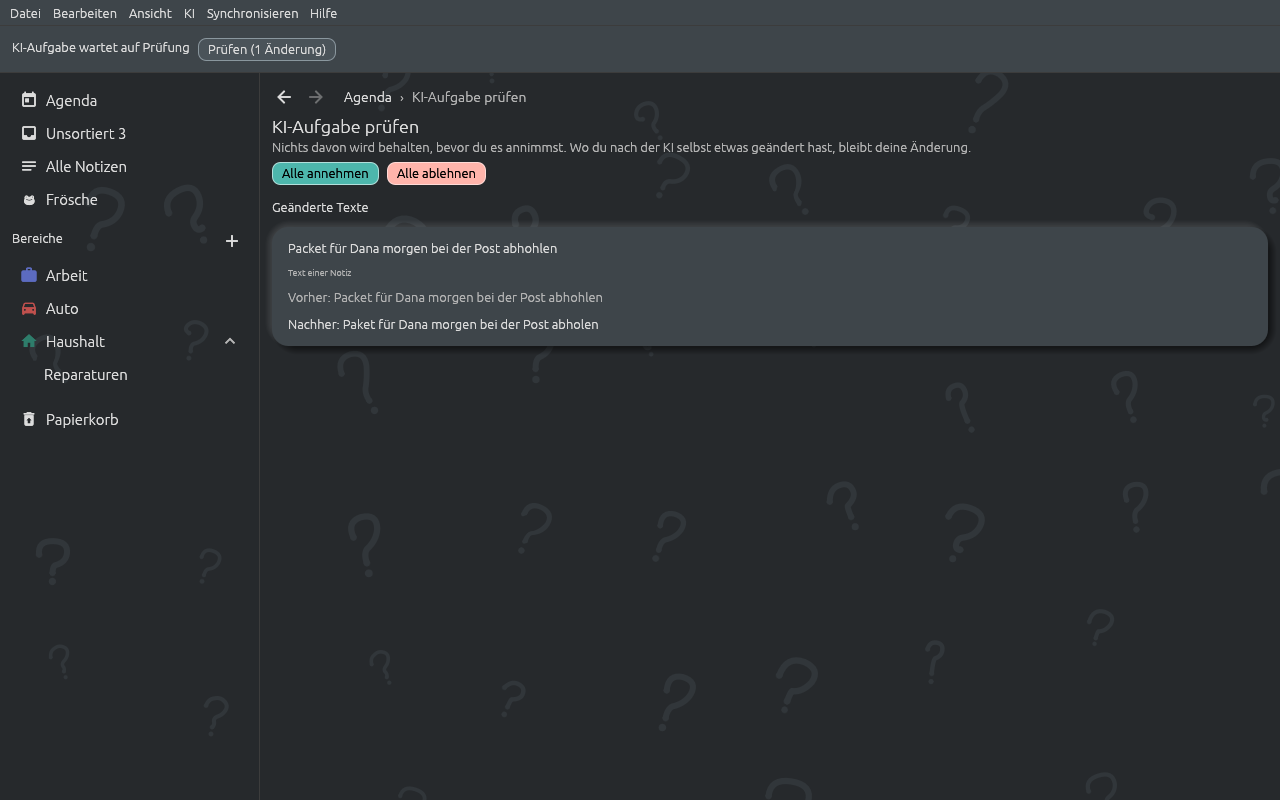 Datei Bearbeiten Ansicht KI Synchronisieren Hilfe
KI-Aufgabe wartet auf Prüfung Prüfen (1 Änderung)
Agenda
Unsortiert 3
Alle Notizen
Frösche
Bereiche
Arbeit
Auto
Haushalt
Reparaturen
Papierkorb
Agenda › KI-Aufgabe prüfen
KI-Aufgabe prüfen
Nichts davon wird behalten, bevor du es annimmst. Wo du nach der KI selbst etwas geändert hast, bleibt deine Änderung.
Alle annehmen Alle ablehnen
Geänderte Texte
Packet für Dana morgen bei der Post abhohlen
Text einer Notiz
Vorher: Packet für Dana morgen bei der Post abhohlen
Nachher: Paket für Dana morgen bei der Post abholen